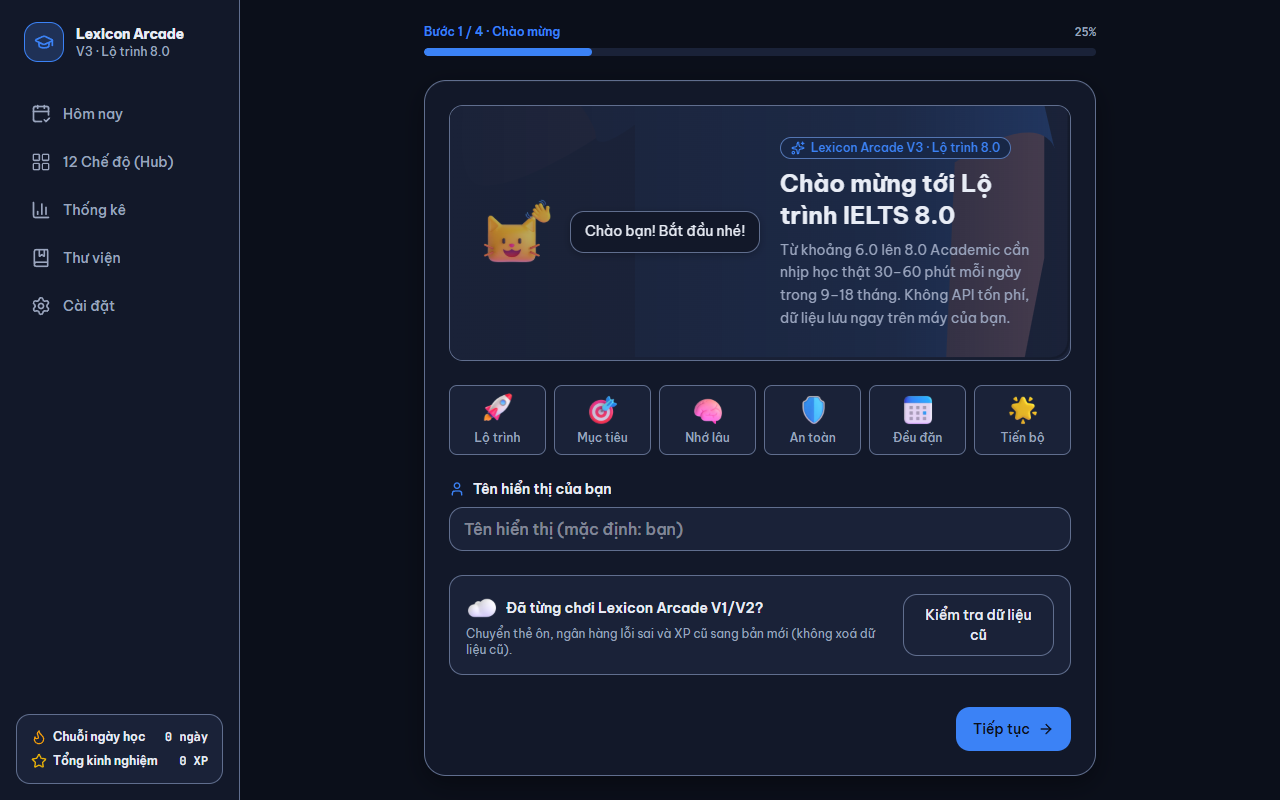 Lexicon Arcade
V3 · Lộ trình 8.0
Hôm nay
12 Chế độ (Hub)
Thống kê
Thư viện
Cài đặt
Chuỗi ngày học 0 ngày
Tổng kinh nghiệm 0 XP
Bước 1 / 4 · Chào mừng 25%
Chào bạn! Bắt đầu nhé!
Lexicon Arcade V3 · Lộ trình 8.0
Chào mừng tới Lộ
trình IELTS 8.0
Từ khoảng 6.0 lên 8.0 Academic cần
nhịp học thật 30–60 phút mỗi ngày
trong 9–18 tháng. Không API tốn phí,
dữ liệu lưu ngay trên máy của bạn.
Lộ trình
Mục tiêu
Nhớ lâu
An toàn
Đều đặn
Tiến bộ
Tên hiển thị của bạn
Tên hiển thị (mặc định: bạn)
Đã từng chơi Lexicon Arcade V1/V2?
Chuyển thẻ ôn, ngân hàng lỗi sai và XP cũ sang bản mới (không xoá dữ
liệu cũ).
Kiểm tra dữ liệu
cũ
Tiếp tục